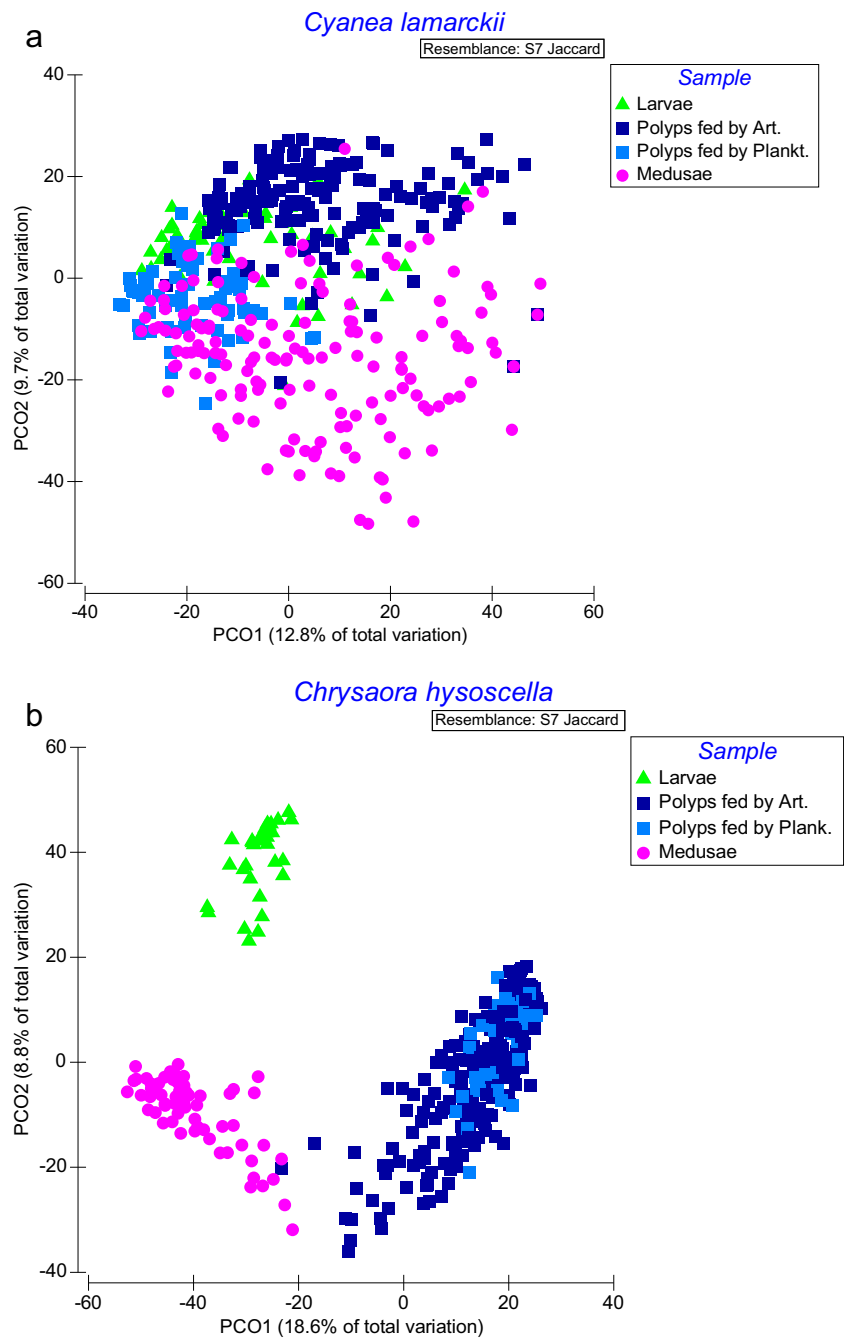 a
Cyanea lamarckii
Resemblance: S7 Jaccard
Sample
Larvae
Polyps fed by Art.
Polyps fed by Plankt.
Medusae
40
20
0
-20
-40
-60
PCO2 (9.7% of total variation)
-40 -20 0 20 40 60
PCO1 (12.8% of total variation)
b
Chrysaora hysoscella
Resemblance: S7 Jaccard
Sample
Larvae
Polyps fed by Art.
Polyps fed by Plank.
Medusae
60
40
20
0
-20
-40
PCO2 (8.8% of total variation)
-60 -40 -20 0 20 40
PCO1 (18.6% of total variation)